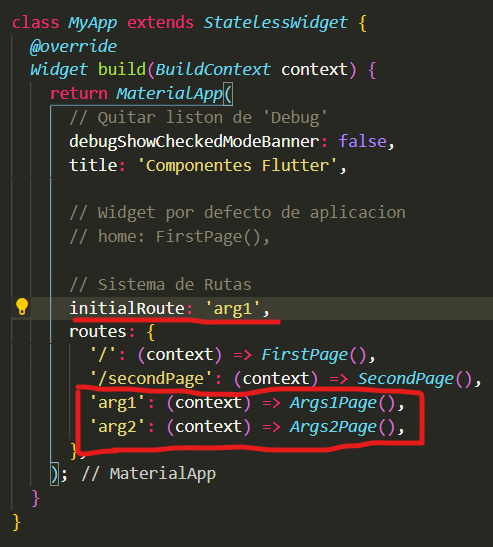 class MyApp extends StatelessWidget {
@override
Widget build(BuildContext context) {
return MaterialApp(
// Quitar liston de 'Debug'
debugShowCheckedModeBanner: false,
title: 'Componentes Flutter',
// Widget por defecto de aplicacion
// home: FirstPage(),
// Sistema de Rutas
initialRoute: 'arg1',
routes: {
'/': (context) => FirstPage(),
'/secondPage': (context) => SecondPage(),
'arg1': (context) => Args1Page(),
'arg2': (context) => Args2Page(),
},
); // MaterialApp
}
}